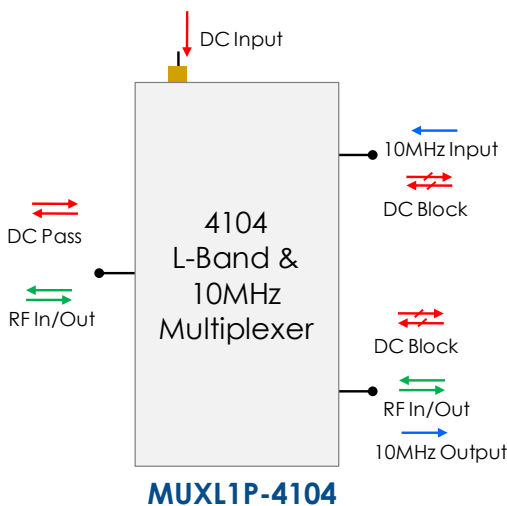 DC Input
10MHz Input
DC Block
DC Pass
RF In/Out
4104
L-Band &
10MHz
Multiplexer
DC Block
RF In/Out
10MHz Output
MUXL1P-4104